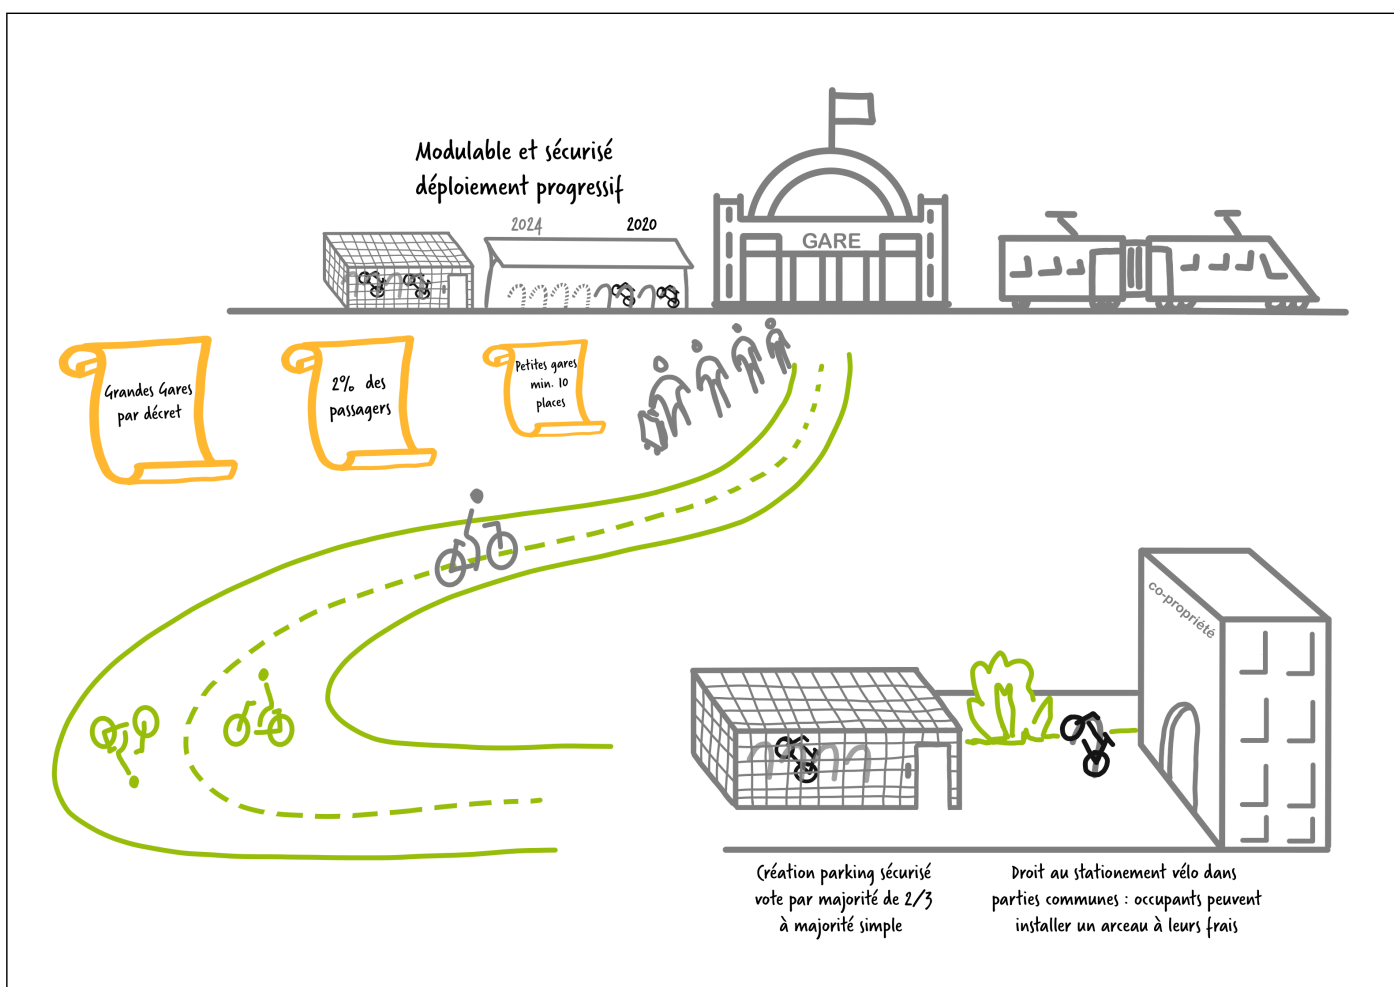 Modulable et sécurisé
déploiement progressif
2024
2020
GARE
Grandes Gares
par décret
2% des
passagers
Petites gares
min. 10
places
co-propriété
Création parking sécurisé
vote par majorité de 2/3
à majorité simple
Droit au stationement vélo dans
parties communes : occupants peuvent
installer un arceau à leurs frais